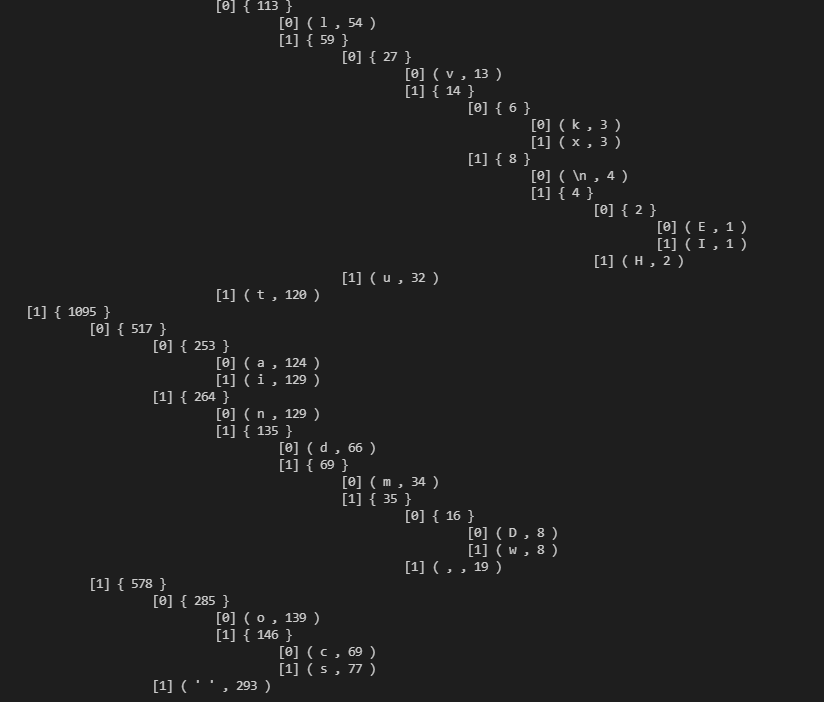 [0] { 113 }
[0] ( l , 54 )
[1] { 59 }
[0] { 27 }
[0] ( v , 13 )
[1] { 14 }
[0] { 6 }
[0] ( k , 3 )
[1] ( x , 3 )
[1] { 8 }
[0] ( \n , 4 )
[1] { 4 }
[0] { 2 }
[0] ( E , 1 )
[1] ( I , 1 )
[1] ( H , 2 )
[1] ( u , 32 )
[1] ( t , 120 )
[1] { 1095 }
[0] { 517 }
[0] { 253 }
[0] ( a , 124 )
[1] ( i , 129 )
[1] { 264 }
[0] ( n , 129 )
[1] { 135 }
[0] ( d , 66 )
[1] { 69 }
[0] ( m , 34 )
[1] { 35 }
[0] { 16 }
[0] ( D , 8 )
[1] ( w , 8 )
[1] ( , , 19 )
[1] { 578 }
[0] { 285 }
[0] ( o , 139 )
[1] { 146 }
[0] ( c , 69 )
[1] ( s , 77 )
[1] ( ' ' , 293 )